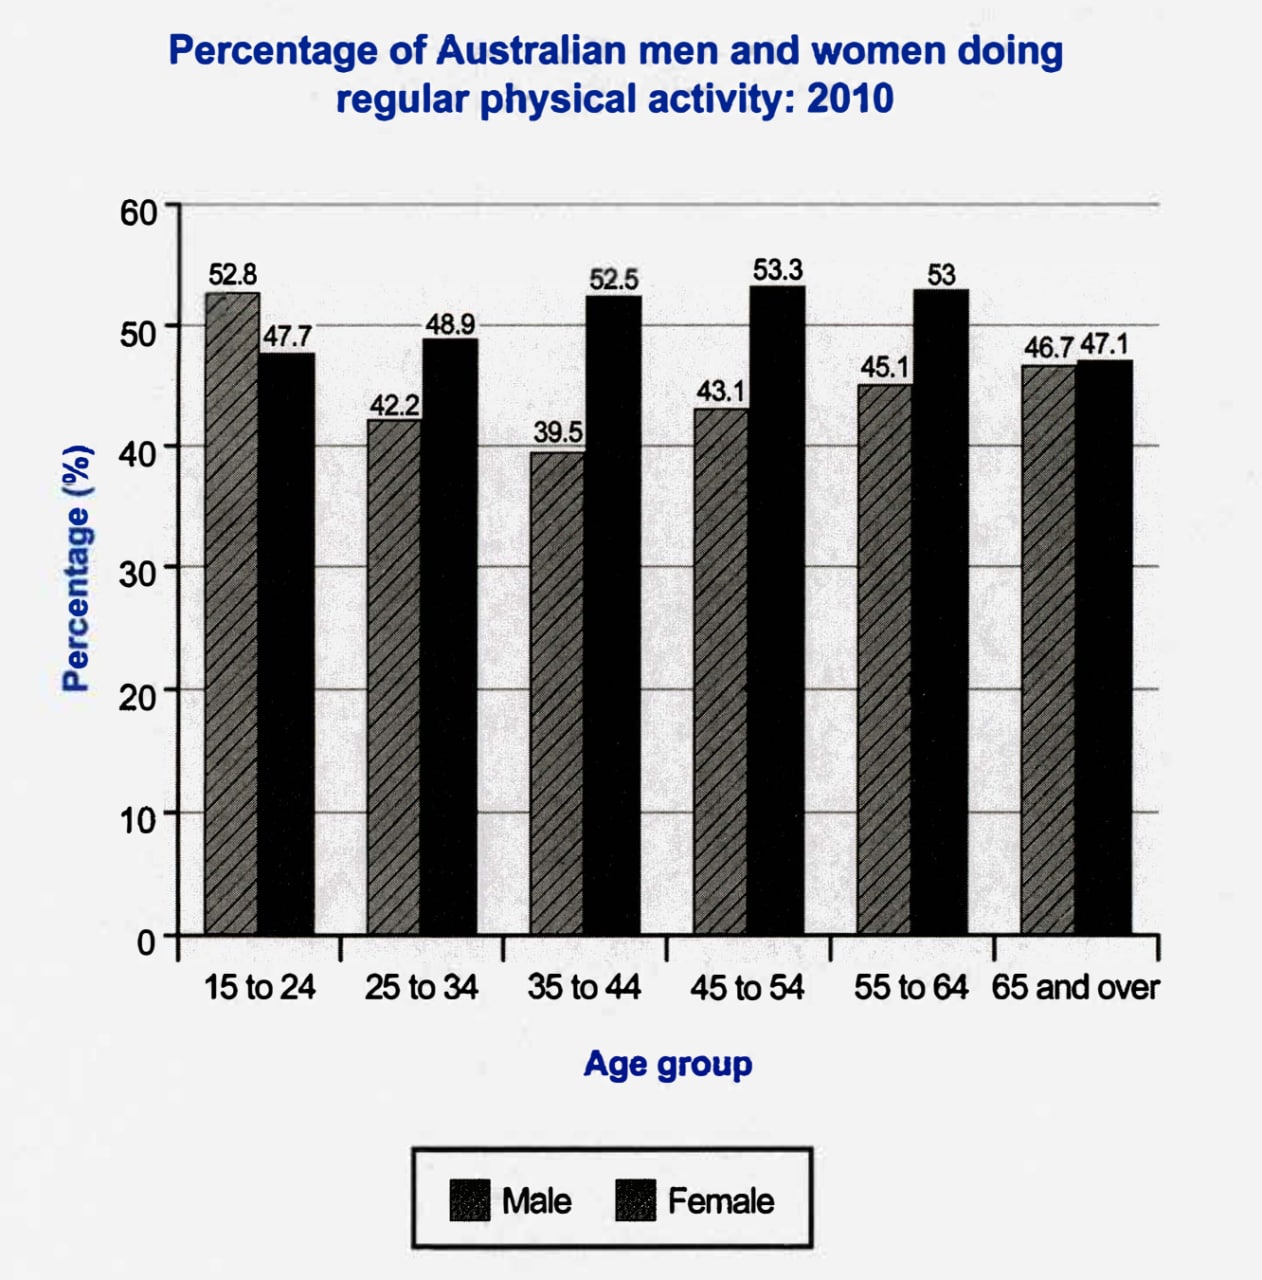 Percentage of Australian men and women doing
regular physical activity: 2010
Percentage (%)
60
50
40
30
20
10
0
52.8
47.7
42.2
48.9
39.5
52.5
43.1
53.3
45.1
53
46.7
47.1
15 to 24
25 to 34
35 to 44
45 to 54
55 to 64
65 and over
Age group
Male
Female